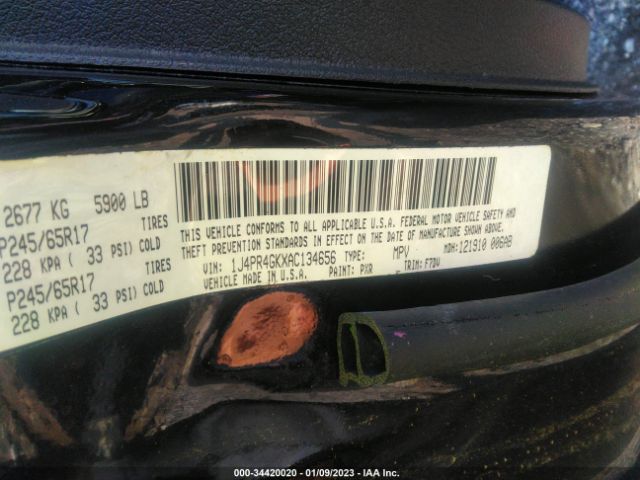 2677 KG 5900 LB
P245/65R17 TIRES
228 KPA ( 33 PSI) COLD
P245/65R17 TIRES
228 KPA ( 33 PSI) COLD
THIS VEHICLE CONFORMS TO ALL APPLICABLE U.S.A. FEDERAL MOTOR VEHICLE SAFETY AND
THEFT PREVENTION STANDARDS IN EFFECT ON THE DATE OF MANUFACTURE SHOWN ABOVE.
VIN: 1J4PR4GKXAC134656 TYPE: MPV MDH: 121910 006AB
VEHICLE MADE IN U.S.A. PAINT: PXR TRIM: F7DV
000-34420020 - 01/09/2023 - IAA Inc.